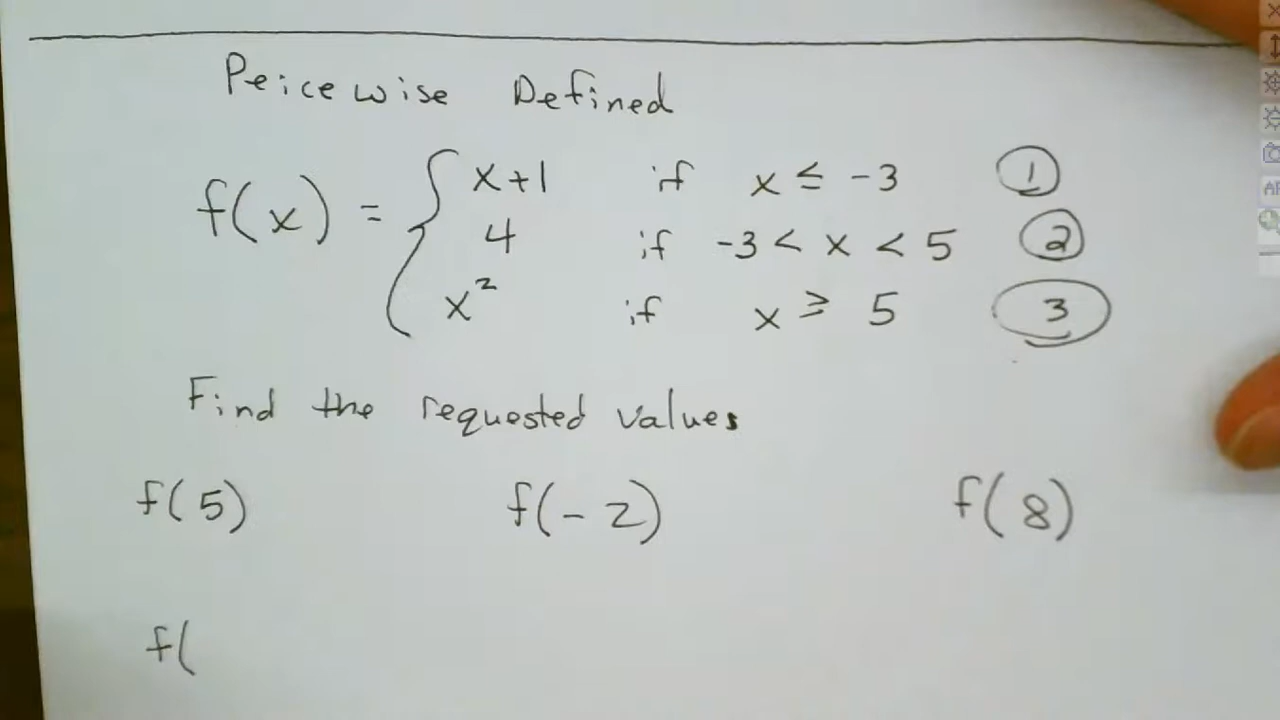 Peicewise Defined
f(x) = { x+1 if x ≤ -3 ①
4 if -3 < x < 5 ②
x² if x ≥ 5 ③
Find the requested values
f(5) f(-2) f(8)
f(